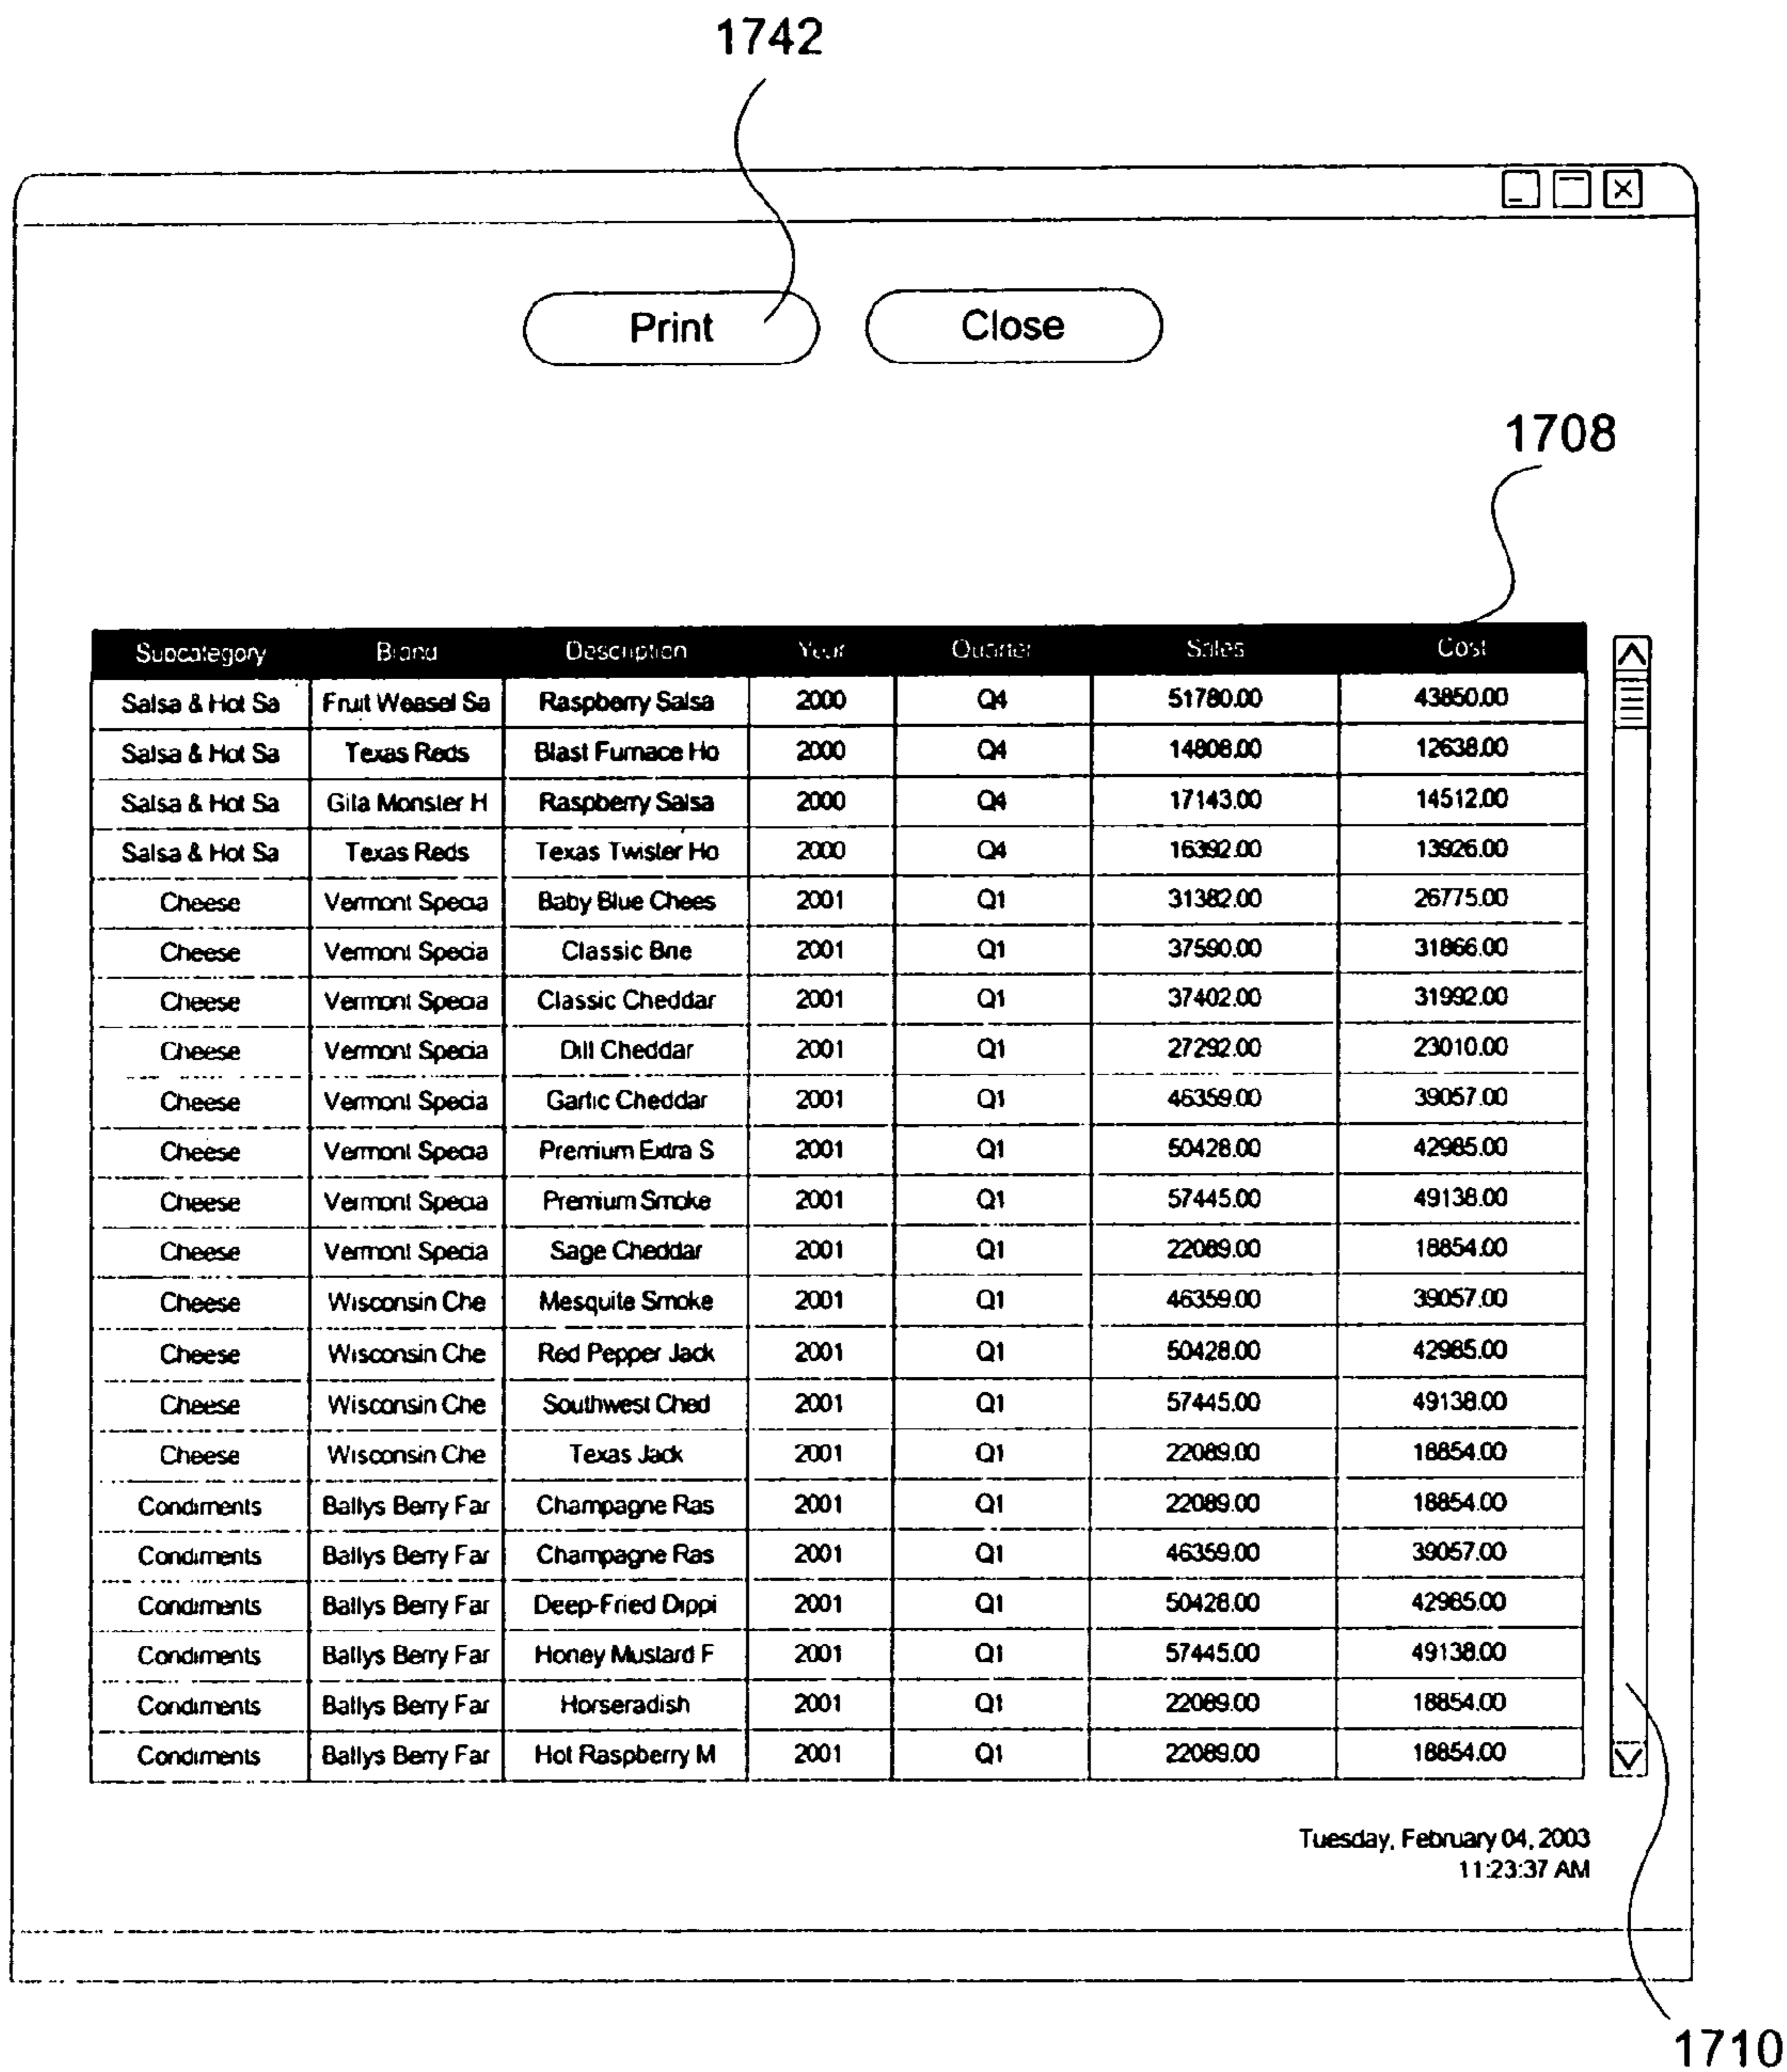 1742
Print Close
1708
Subcategory Brand Description Year Quarter Sales Cost
Salsa & Hot Sa Fruit Weasel Sa Raspberry Salsa 2000 Q4 51780.00 43850.00
Salsa & Hot Sa Texas Reds Blast Furnace Ho 2000 Q4 14808.00 12638.00
Salsa & Hot Sa Gila Monster H Raspberry Salsa 2000 Q4 17143.00 14512.00
Salsa & Hot Sa Texas Reds Texas Twister Ho 2000 Q4 16392.00 13926.00
Cheese Vermont Specia Baby Blue Chees 2001 Q1 31382.00 26775.00
Cheese Vermont Specia Classic Brie 2001 Q1 37590.00 31866.00
Cheese Vermont Specia Classic Cheddar 2001 Q1 37402.00 31992.00
Cheese Vermont Specia Dill Cheddar 2001 Q1 27292.00 23010.00
Cheese Vermont Specia Garlic Cheddar 2001 Q1 46359.00 39057.00
Cheese Vermont Specia Premium Extra S 2001 Q1 50428.00 42985.00
Cheese Vermont Specia Premium Smoke 2001 Q1 57445.00 49138.00
Cheese Vermont Specia Sage Cheddar 2001 Q1 22089.00 18854.00
Cheese Wisconsin Che Mesquite Smoke 2001 Q1 46359.00 39057.00
Cheese Wisconsin Che Red Pepper Jack 2001 Q1 50428.00 42985.00
Cheese Wisconsin Che Southwest Ched 2001 Q1 57445.00 49138.00
Cheese Wisconsin Che Texas Jack 2001 Q1 22089.00 18854.00
Condiments Ballys Berry Far Champagne Ras 2001 Q1 22089.00 18854.00
Condiments Ballys Berry Far Champagne Ras 2001 Q1 46359.00 39057.00
Condiments Ballys Berry Far Deep-Fried Dippi 2001 Q1 50428.00 42985.00
Condiments Ballys Berry Far Honey Mustard F 2001 Q1 57445.00 49138.00
Condiments Ballys Berry Far Horseradish 2001 Q1 22089.00 18854.00
Condiments Ballys Berry Far Hot Raspberry M 2001 Q1 22089.00 18854.00
Tuesday, February 04, 2003
11:23:37 AM
1710